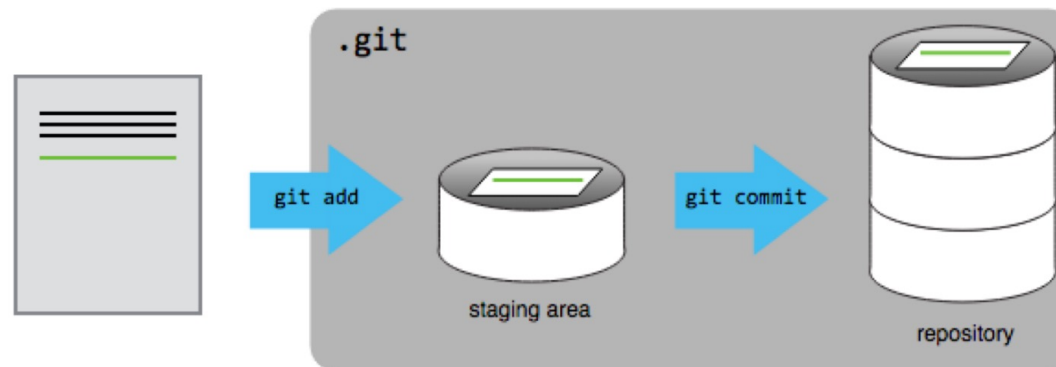 .git
git add
staging area
git commit
repository